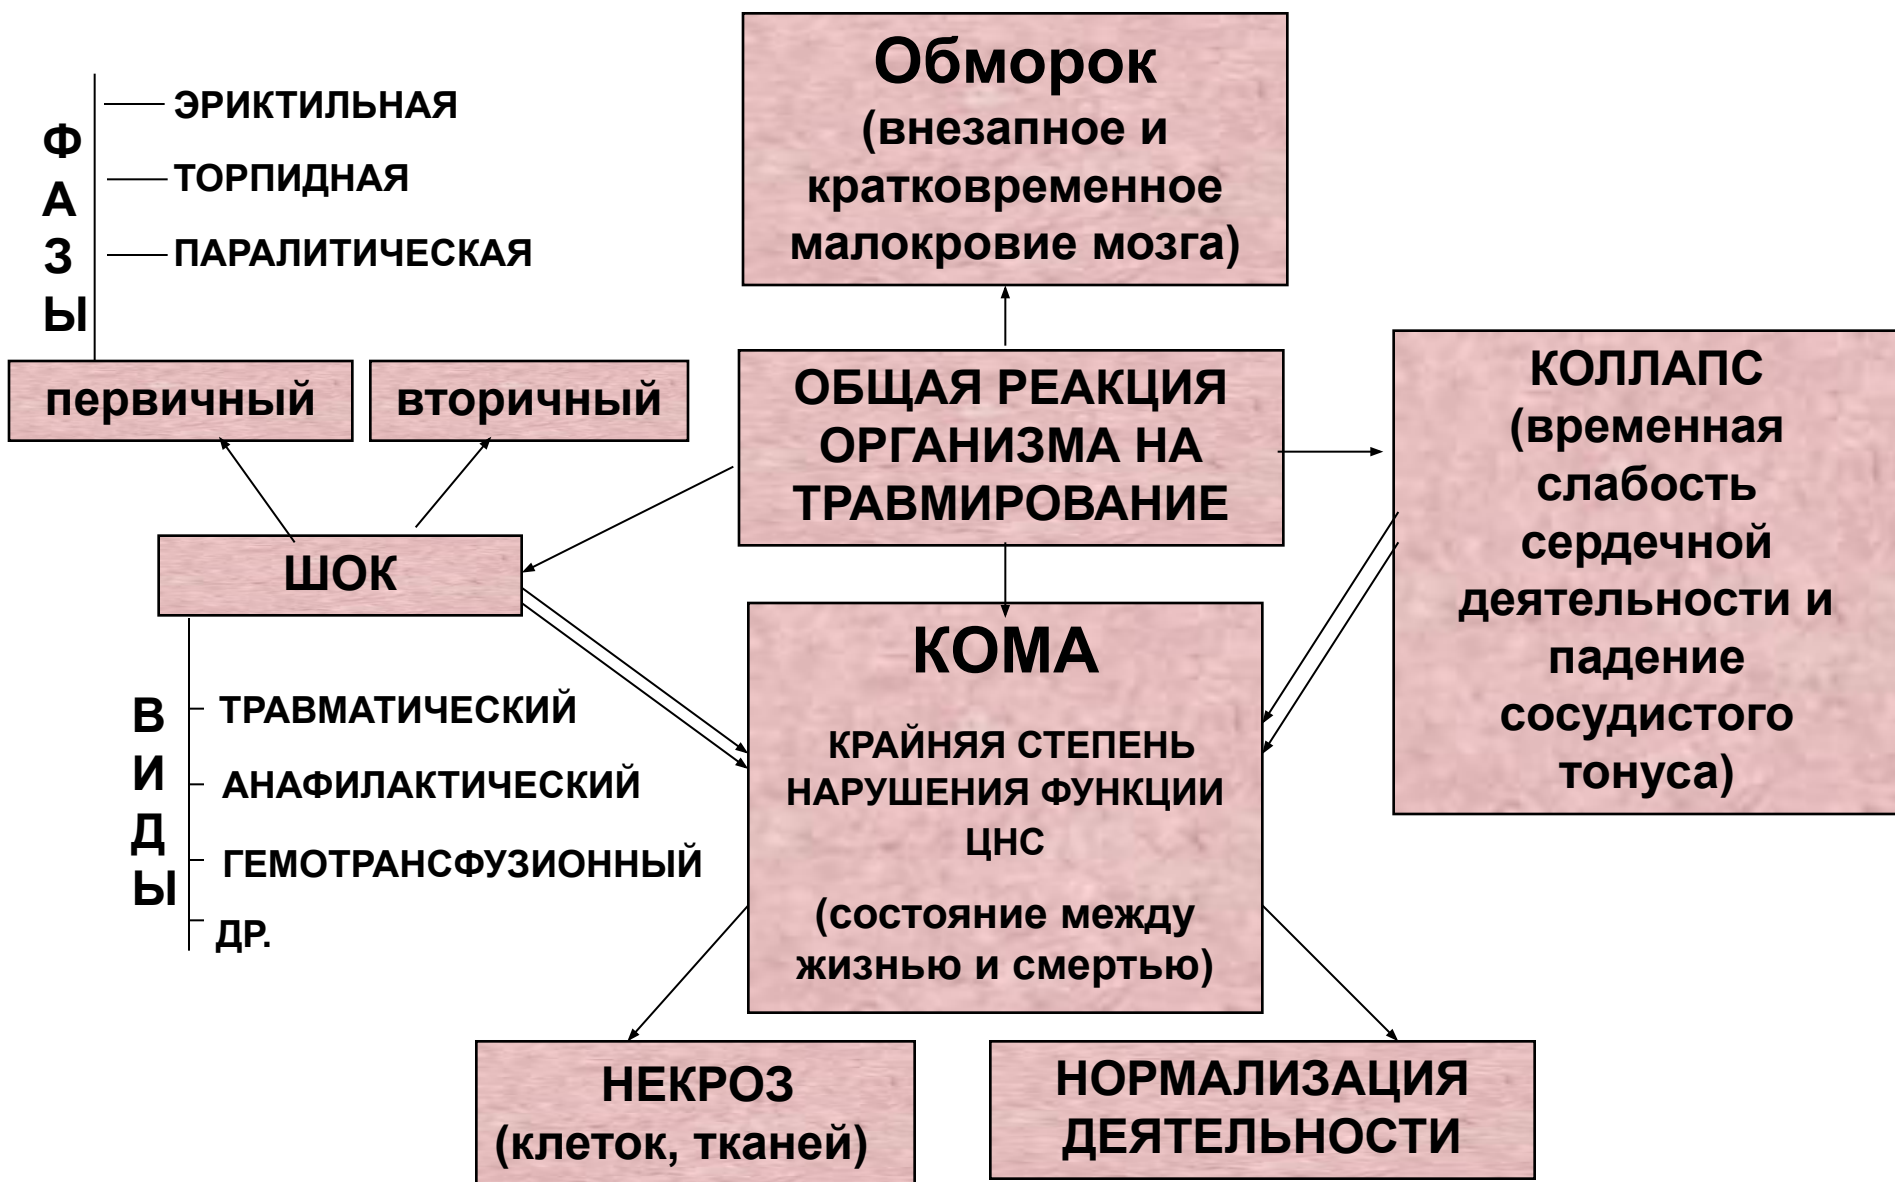 Обморок
(внезапное и
кратковременное
малокровие мозга)
ФАЗЫ
ЭРИКТИЛЬНАЯ
ТОРПИДНАЯ
ПАРАЛИТИЧЕСКАЯ
первичный
вторичный
ОБЩАЯ РЕАКЦИЯ
ОРГАНИЗМА НА
ТРАВМИРОВАНИЕ
КОЛЛАПС
(временная
слабость
сердечной
деятельности и
падение
сосудистого
тонуса)
ШОК
ВИДЫ
ТРАВМАТИЧЕСКИЙ
АНАФИЛАКТИЧЕСКИЙ
ГЕМОТРАНСФУЗИОННЫЙ
ДР.
КОМА
КРАЙНЯЯ СТЕПЕНЬ
НАРУШЕНИЯ ФУНКЦИИ
ЦНС
(состояние между
жизнью и смертью)
НЕКРОЗ
(клеток, тканей)
НОРМАЛИЗАЦИЯ
ДЕЯТЕЛЬНОСТИ